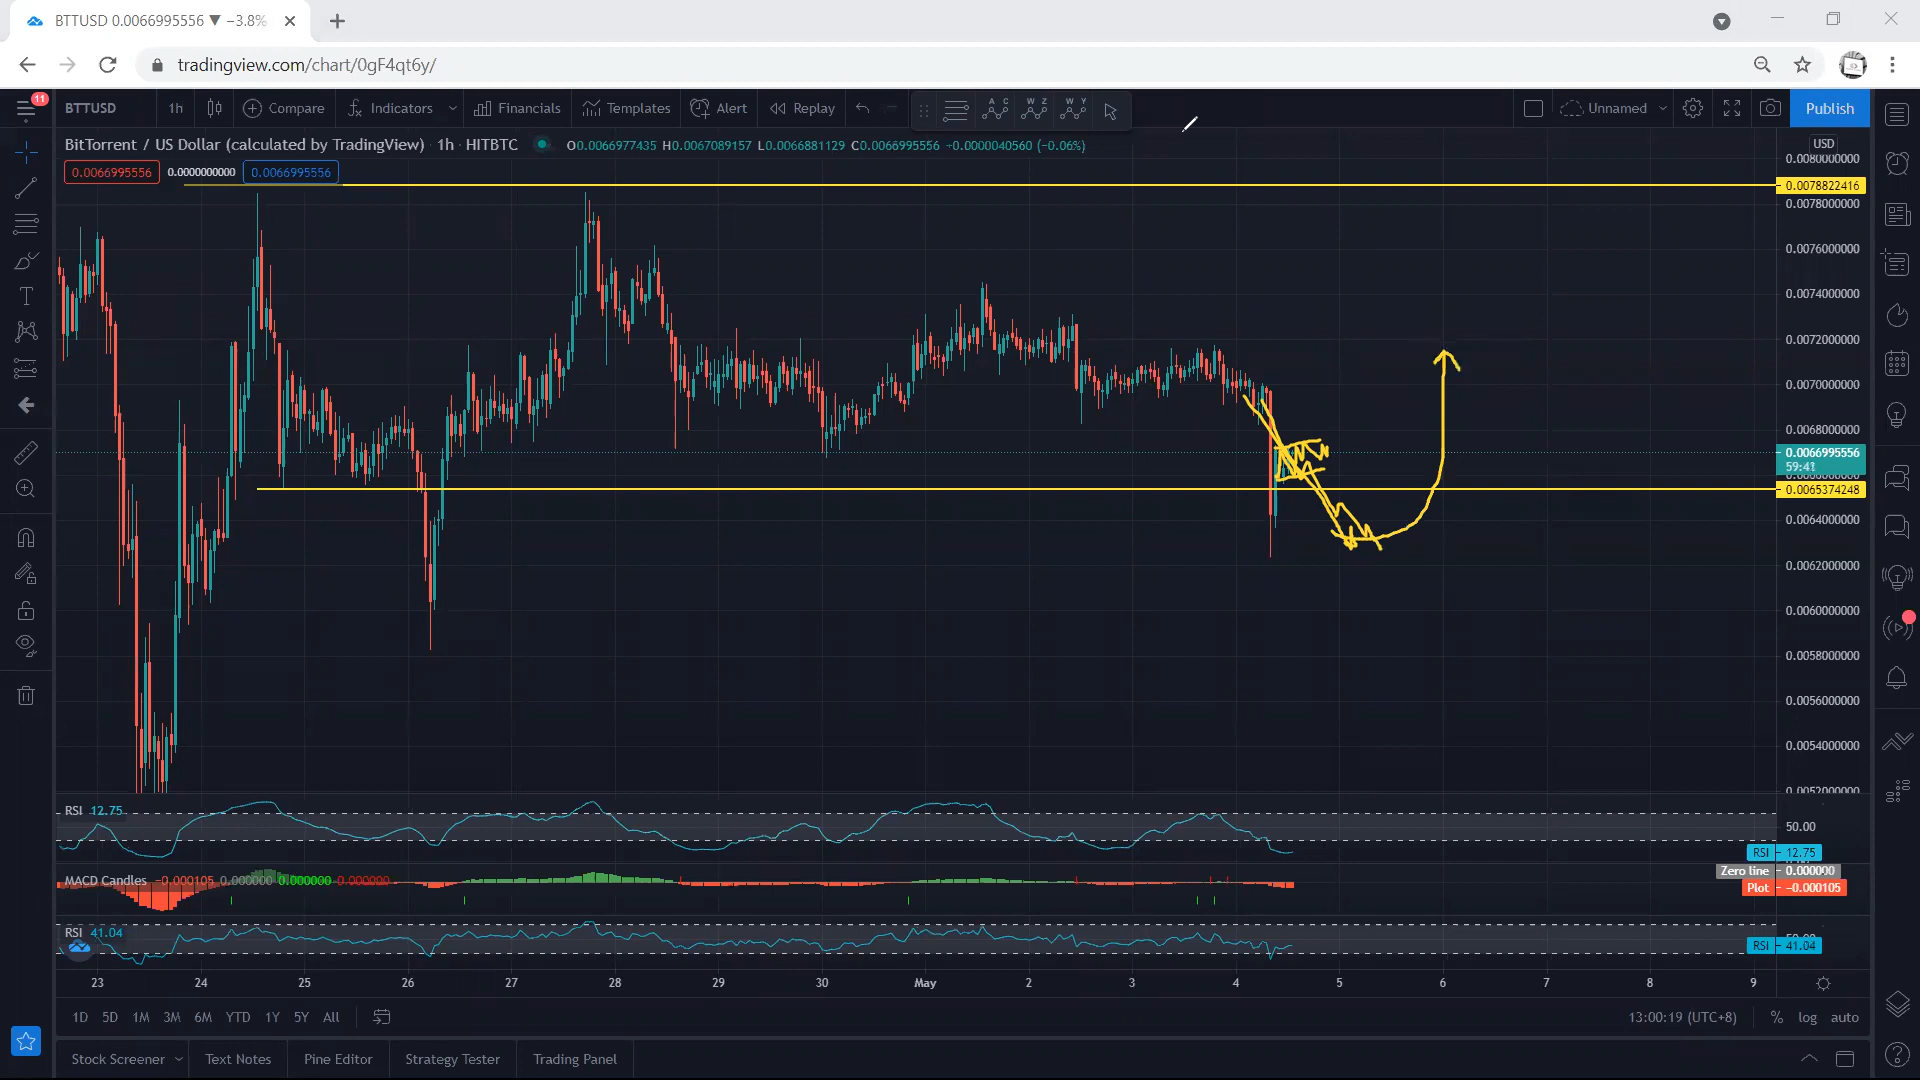 BTTUSD 0.0066995556 ▼ −3.8%
tradingview.com/chart/0gF4qt6y/
11
BTTUSD 1h Compare Indicators Financials Templates Alert Replay A C W Z W Y Unnamed Publish
BitTorrent / US Dollar (calculated by TradingView) · 1h · HITBTC O0.0066977435 H0.0067089157 L0.0066881129 C0.0066995556 +0.0000040560 (−0.06%)
USD
0.0080000000
0.0066995556 0.0000000000 0.0066995556
0.0078822416
0.0078000000
0.0076000000
0.0074000000
0.0072000000
0.0070000000
0.0068000000
0.0066995556
59:41
0.0065374248
0.0064000000
0.0062000000
0.0060000000
0.0058000000
0.0056000000
0.0054000000
0.0052000000
RSI 12.75
50.00
RSI 12.75
Zero line 0.000000
MACD Candles −0.000105 0.000000 0.000000 0.000000
Plot −0.000105
RSI 41.04
50.00
RSI 41.04
23 24 25 26 27 28 29 30 May 2 3 4 5 6 7 8 9
1D 5D 1M 3M 6M YTD 1Y 5Y All 13:00:19 (UTC+8) % log auto
Stock Screener Text Notes Pine Editor Strategy Tester Trading Panel